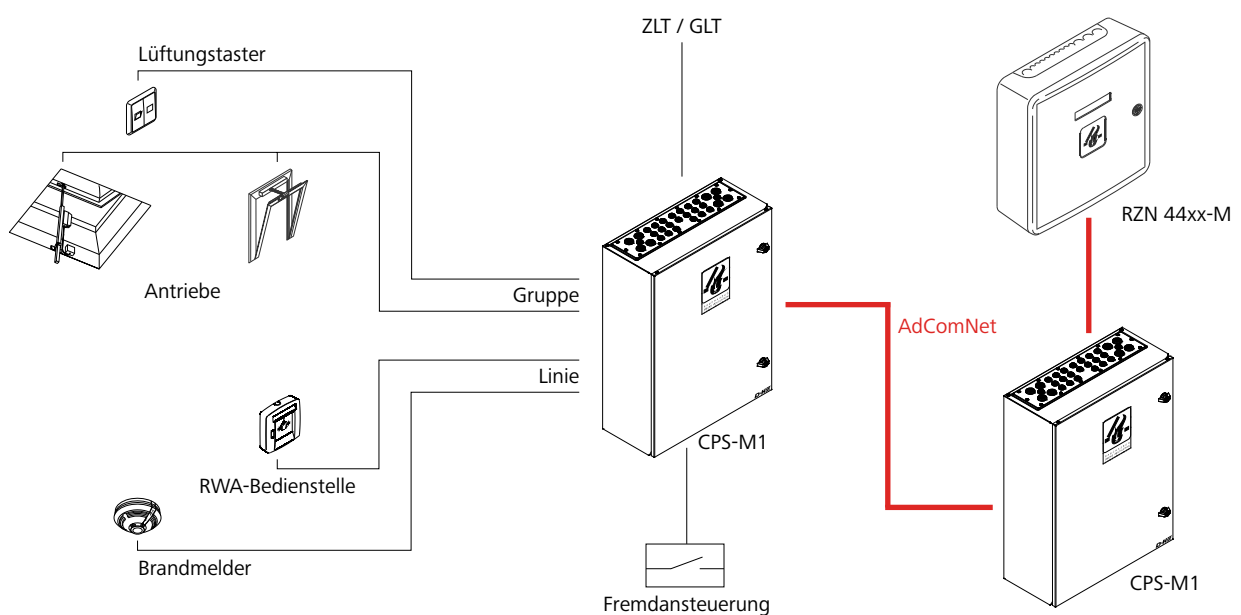 ZLT / GLT
Lüftungstaster
RZN 44xx-M
Antriebe
Gruppe
AdComNet
Linie
CPS-M1
RWA-Bedienstelle
Brandmelder
CPS-M1
Fremdansteuerung